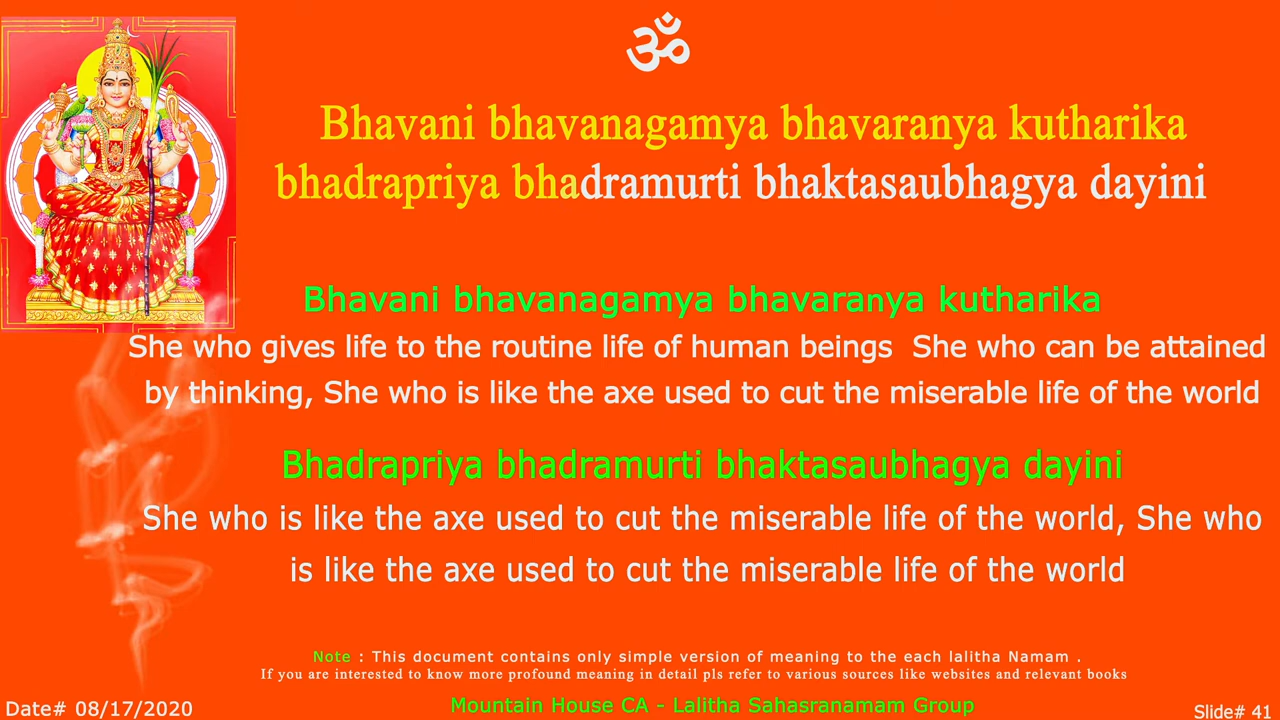 ॐ
Bhavani bhavanagamya bhavaranya kutharika
bhadrapriya bhadramurti bhaktasaubhagya dayini
Bhavani bhavanagamya bhavaranya kutharika
She who gives life to the routine life of human beings  She who can be attained
by thinking, She who is like the axe used to cut the miserable life of the world
Bhadrapriya bhadramurti bhaktasaubhagya dayini
She who is like the axe used to cut the miserable life of the world, She who
is like the axe used to cut the miserable life of the world
Note : This document contains only simple version of meaning to the each lalitha Namam .
If you are interested to know more profound meaning in detail pls refer to various sources like websites and relevant books
Mountain House CA - Lalitha Sahasranamam Group
Date# 08/17/2020
Slide# 41